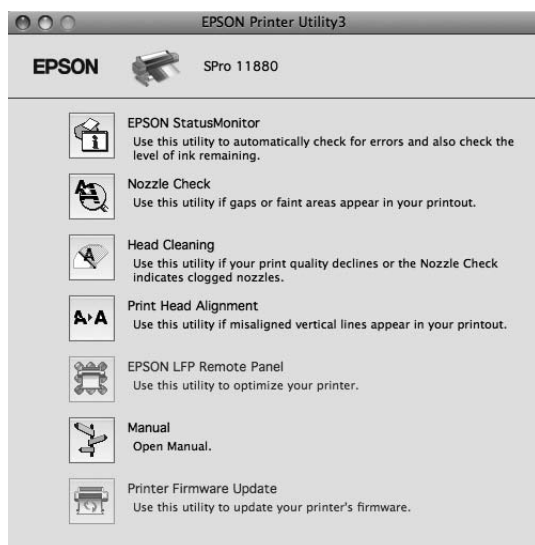 EPSON Printer Utility3
EPSON SPro 11880
EPSON StatusMonitor
Use this utility to automatically check for errors and also check the
level of ink remaining.
Nozzle Check
Use this utility if gaps or faint areas appear in your printout.
Head Cleaning
Use this utility if your print quality declines or the Nozzle Check
indicates clogged nozzles.
Print Head Alignment
Use this utility if misaligned vertical lines appear in your printout.
EPSON LFP Remote Panel
Use this utility to optimize your printer.
Manual
Open Manual.
Printer Firmware Update
Use this utility to update your printer's firmware.